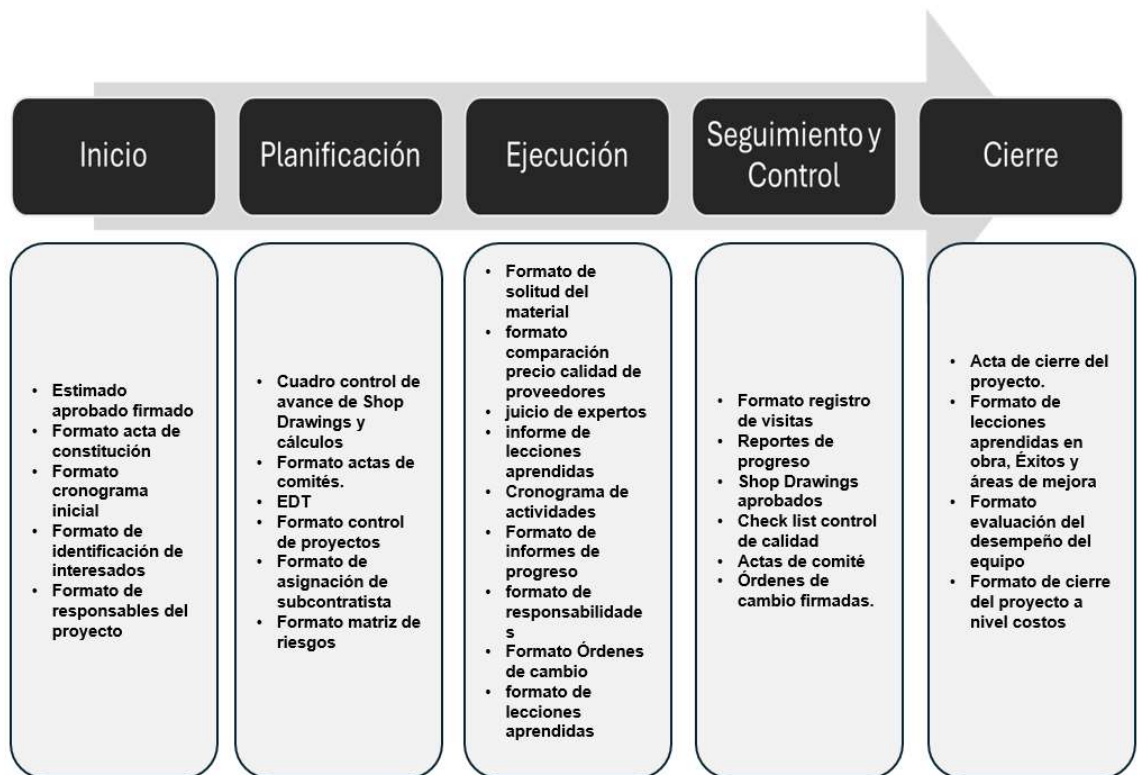 Inicio
Planificación
Ejecución
Seguimiento y
Control
Cierre
• Estimado
aprobado firmado
• Formato acta de
constitución
• Formato
cronograma
inicial
• Formato de
identificación de
interesados
• Formato de
responsables del
proyecto
• Cuadro control de
avance de Shop
Drawings y
cálculos
• Formato actas de
comités.
• EDT
• Formato control
de proyectos
• Formato de
asignación de
subcontratista
• Formato matriz de
riesgos
• Formato de
solitud del
material
• formato
comparación
precio calidad de
proveedores
• juicio de expertos
• informe de
lecciones
aprendidas
• Cronograma de
actividades
• Formato de
informes de
progreso
• formato de
responsabilidade
s
• Formato Órdenes
de cambio
• formato de
lecciones
aprendidas
• Formato registro
de visitas
• Reportes de
progreso
• Shop Drawings
aprobados
• Check list control
de calidad
• Actas de comité
• Órdenes de
cambio firmadas.
• Acta de cierre del
proyecto.
• Formato de
lecciones
aprendidas en
obra, Éxitos y
áreas de mejora
• Formato
evaluación del
desempeño del
equipo
• Formato de cierre
del proyecto a
nivel costos